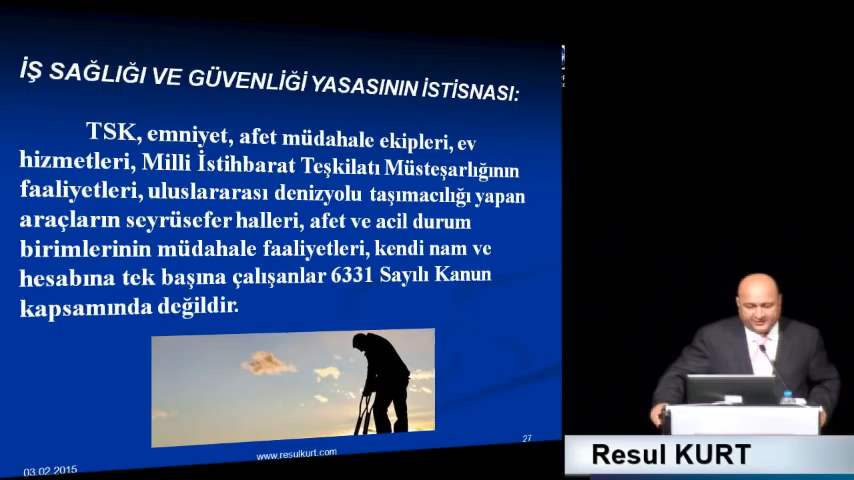 İŞ SAĞLIĞI VE GÜVENLİĞİ YASASININ İSTİSNASI:
TSK, emniyet, afet müdahale ekipleri, ev
hizmetleri, Milli İstihbarat Teşkilatı Müsteşarlığının
faaliyetleri, uluslararası denizyolu taşımacılığı yapan
araçların seyrüsefer halleri, afet ve acil durum
birimlerinin müdahale faaliyetleri, kendi nam ve
hesabına tek başına çalışanlar 6331 Sayılı Kanun
kapsamında değildir.
03.02.2015
www.resulkurt.com
27
Resul KURT